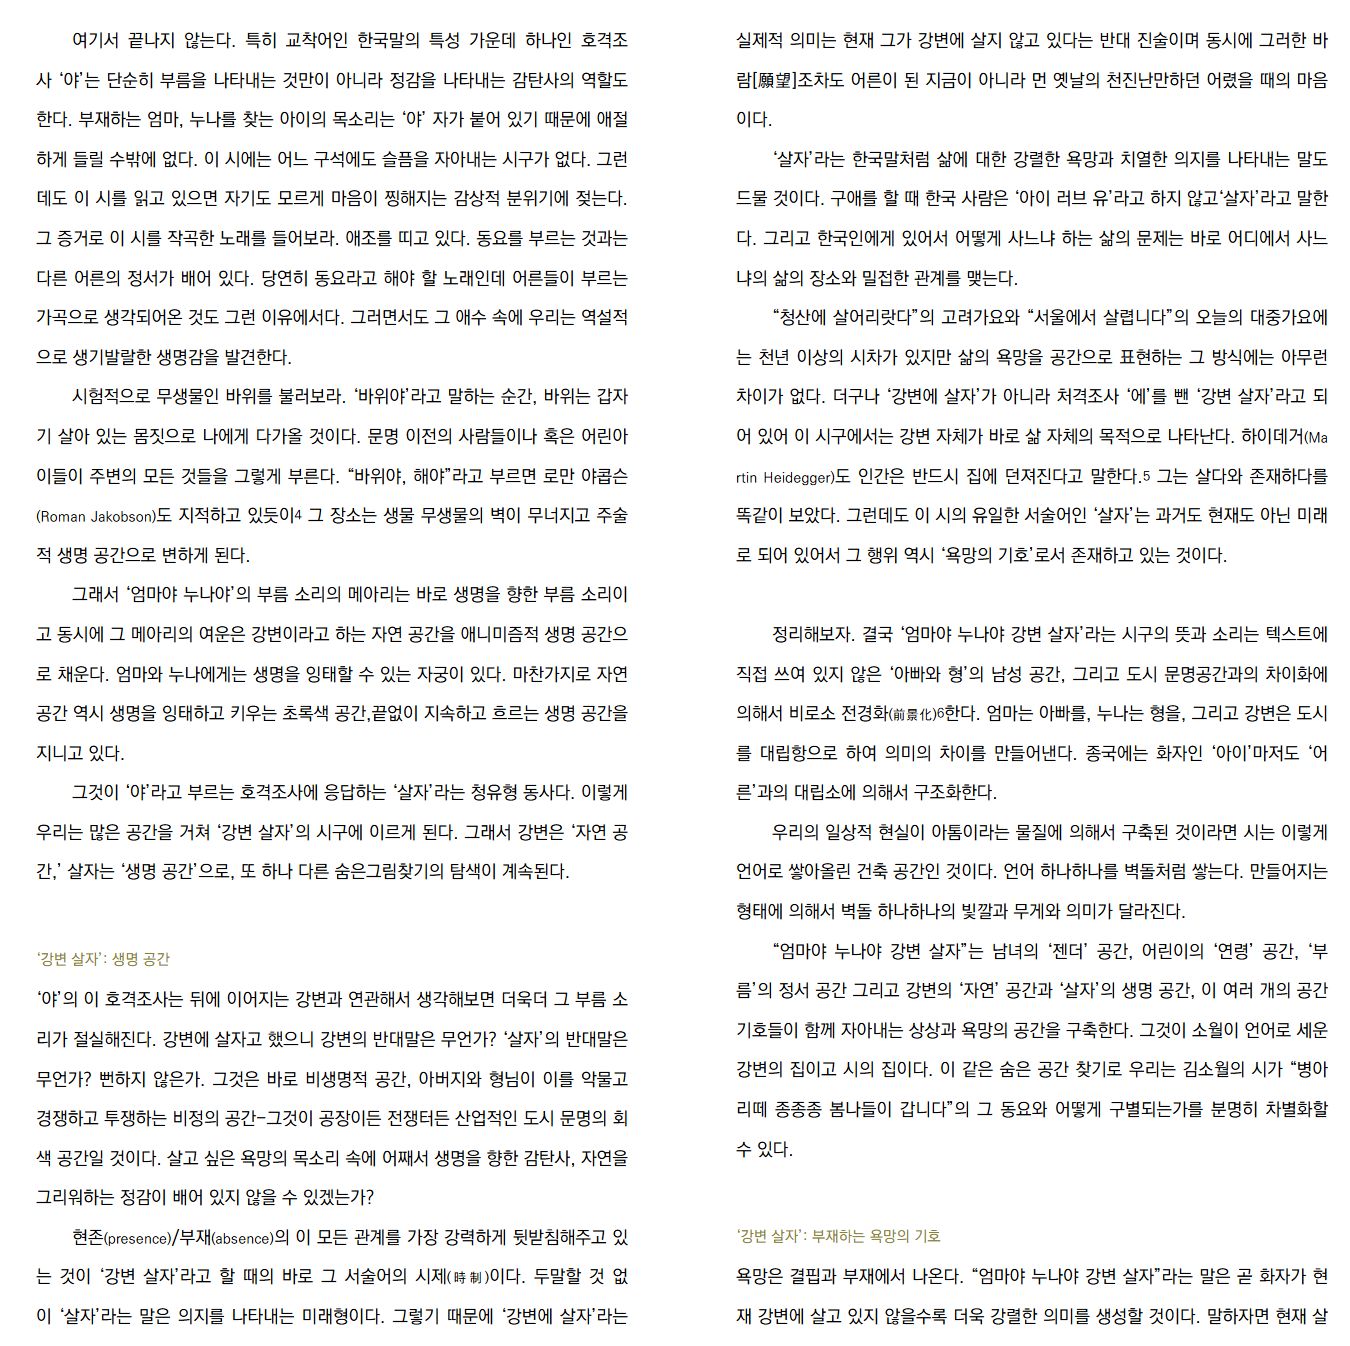 여기서 끝나지 않는다. 특히 교착어인 한국말의 특성 가운데 하나인 호격조
사 ‘야’는 단순히 부름을 나타내는 것만이 아니라 정감을 나타내는 감탄사의 역할도
한다. 부재하는 엄마, 누나를 찾는 아이의 목소리는 ‘야’ 자가 붙어 있기 때문에 애절
하게 들릴 수밖에 없다. 이 시에는 어느 구석에도 슬픔을 자아내는 시구가 없다. 그런
데도 이 시를 읽고 있으면 자기도 모르게 마음이 찡해지는 감상적 분위기에 젖는다.
그 증거로 이 시를 작곡한 노래를 들어보라. 애조를 띠고 있다. 동요를 부르는 것과는
다른 어른의 정서가 배어 있다. 당연히 동요라고 해야 할 노래인데 어른들이 부르는
가곡으로 생각되어온 것도 그런 이유에서다. 그러면서도 그 애수 속에 우리는 역설적
으로 생기발랄한 생명감을 발견한다.
시험적으로 무생물인 바위를 불러보라. ‘바위야’라고 말하는 순간, 바위는 갑자
기 살아 있는 몸짓으로 나에게 다가올 것이다. 문명 이전의 사람들이나 혹은 어린아
이들이 주변의 모든 것들을 그렇게 부른다. “바위야, 해야”라고 부르면 로만 야콥슨
(Roman Jakobson)도 지적하고 있듯이4 그 장소는 생물 무생물의 벽이 무너지고 주술
적 생명 공간으로 변하게 된다.
그래서 ‘엄마야 누나야’의 부름 소리의 메아리는 바로 생명을 향한 부름 소리이
고 동시에 그 메아리의 여운은 강변이라고 하는 자연 공간을 애니미즘적 생명 공간으
로 채운다. 엄마와 누나에게는 생명을 잉태할 수 있는 자궁이 있다. 마찬가지로 자연
공간 역시 생명을 잉태하고 키우는 초록색 공간,끝없이 지속하고 흐르는 생명 공간을
지니고 있다.
그것이 ‘야’라고 부르는 호격조사에 응답하는 ‘살자’라는 청유형 동사다. 이렇게
우리는 많은 공간을 거쳐 ‘강변 살자’의 시구에 이르게 된다. 그래서 강변은 ‘자연 공
간,’ 살자는 ‘생명 공간’으로, 또 하나 다른 숨은그림찾기의 탐색이 계속된다.
‘강변 살자’: 생명 공간
‘야’의 이 호격조사는 뒤에 이어지는 강변과 연관해서 생각해보면 더욱더 그 부름 소
리가 절실해진다. 강변에 살자고 했으니 강변의 반대말은 무언가? ‘살자’의 반대말은
무언가? 뻔하지 않은가. 그것은 바로 비생명적 공간, 아버지와 형님이 이를 악물고
경쟁하고 투쟁하는 비정의 공간-그것이 공장이든 전쟁터든 산업적인 도시 문명의 회
색 공간일 것이다. 살고 싶은 욕망의 목소리 속에 어째서 생명을 향한 감탄사, 자연을
그리워하는 정감이 배어 있지 않을 수 있겠는가?
현존(presence)/부재(absence)의 이 모든 관계를 가장 강력하게 뒷받침해주고 있
는 것이 ‘강변 살자’라고 할 때의 바로 그 서술어의 시제(時制)이다. 두말할 것 없
이 ‘살자’라는 말은 의지를 나타내는 미래형이다. 그렇기 때문에 ‘강변에 살자’라는
실제적 의미는 현재 그가 강변에 살지 않고 있다는 반대 진술이며 동시에 그러한 바
람[願望]조차도 어른이 된 지금이 아니라 먼 옛날의 천진난만하던 어렸을 때의 마음
이다.
‘살자’라는 한국말처럼 삶에 대한 강렬한 욕망과 치열한 의지를 나타내는 말도
드물 것이다. 구애를 할 때 한국 사람은 ‘아이 러브 유’라고 하지 않고‘살자’라고 말한
다. 그리고 한국인에게 있어서 어떻게 사느냐 하는 삶의 문제는 바로 어디에서 사느
냐의 삶의 장소와 밀접한 관계를 맺는다.
“청산에 살어리랏다”의 고려가요와 “서울에서 살렵니다”의 오늘의 대중가요에
는 천년 이상의 시차가 있지만 삶의 욕망을 공간으로 표현하는 그 방식에는 아무런
차이가 없다. 더구나 ‘강변에 살자’가 아니라 처격조사 ‘에’를 뺀 ‘강변 살자’라고 되
어 있어 이 시구에서는 강변 자체가 바로 삶 자체의 목적으로 나타난다. 하이데거(Ma
rtin Heidegger)도 인간은 반드시 집에 던져진다고 말한다.5 그는 살다와 존재하다를
똑같이 보았다. 그런데도 이 시의 유일한 서술어인 ‘살자’는 과거도 현재도 아닌 미래
로 되어 있어서 그 행위 역시 ‘욕망의 기호’로서 존재하고 있는 것이다.
정리해보자. 결국 ‘엄마야 누나야 강변 살자’라는 시구의 뜻과 소리는 텍스트에
직접 쓰여 있지 않은 ‘아빠와 형’의 남성 공간, 그리고 도시 문명공간과의 차이화에
의해서 비로소 전경화(前景化)6한다. 엄마는 아빠를, 누나는 형을, 그리고 강변은 도시
를 대립항으로 하여 의미의 차이를 만들어낸다. 종국에는 화자인 ‘아이’마저도 ‘어
른’과의 대립소에 의해서 구조화한다.
우리의 일상적 현실이 아톰이라는 물질에 의해서 구축된 것이라면 시는 이렇게
언어로 쌓아올린 건축 공간인 것이다. 언어 하나하나를 벽돌처럼 쌓는다. 만들어지는
형태에 의해서 벽돌 하나하나의 빛깔과 무게와 의미가 달라진다.
“엄마야 누나야 강변 살자”는 남녀의 ‘젠더’ 공간, 어린이의 ‘연령’ 공간, ‘부
름’의 정서 공간 그리고 강변의 ‘자연’ 공간과 ‘살자’의 생명 공간, 이 여러 개의 공간
기호들이 함께 자아내는 상상과 욕망의 공간을 구축한다. 그것이 소월이 언어로 세운
강변의 집이고 시의 집이다. 이 같은 숨은 공간 찾기로 우리는 김소월의 시가 “병아
리떼 종종종 봄나들이 갑니다”의 그 동요와 어떻게 구별되는가를 분명히 차별화할
수 있다.
‘강변 살자’: 부재하는 욕망의 기호
욕망은 결핍과 부재에서 나온다. “엄마야 누나야 강변 살자”라는 말은 곧 화자가 현
재 강변에 살고 있지 않을수록 더욱 강렬한 의미를 생성할 것이다. 말하자면 현재 살